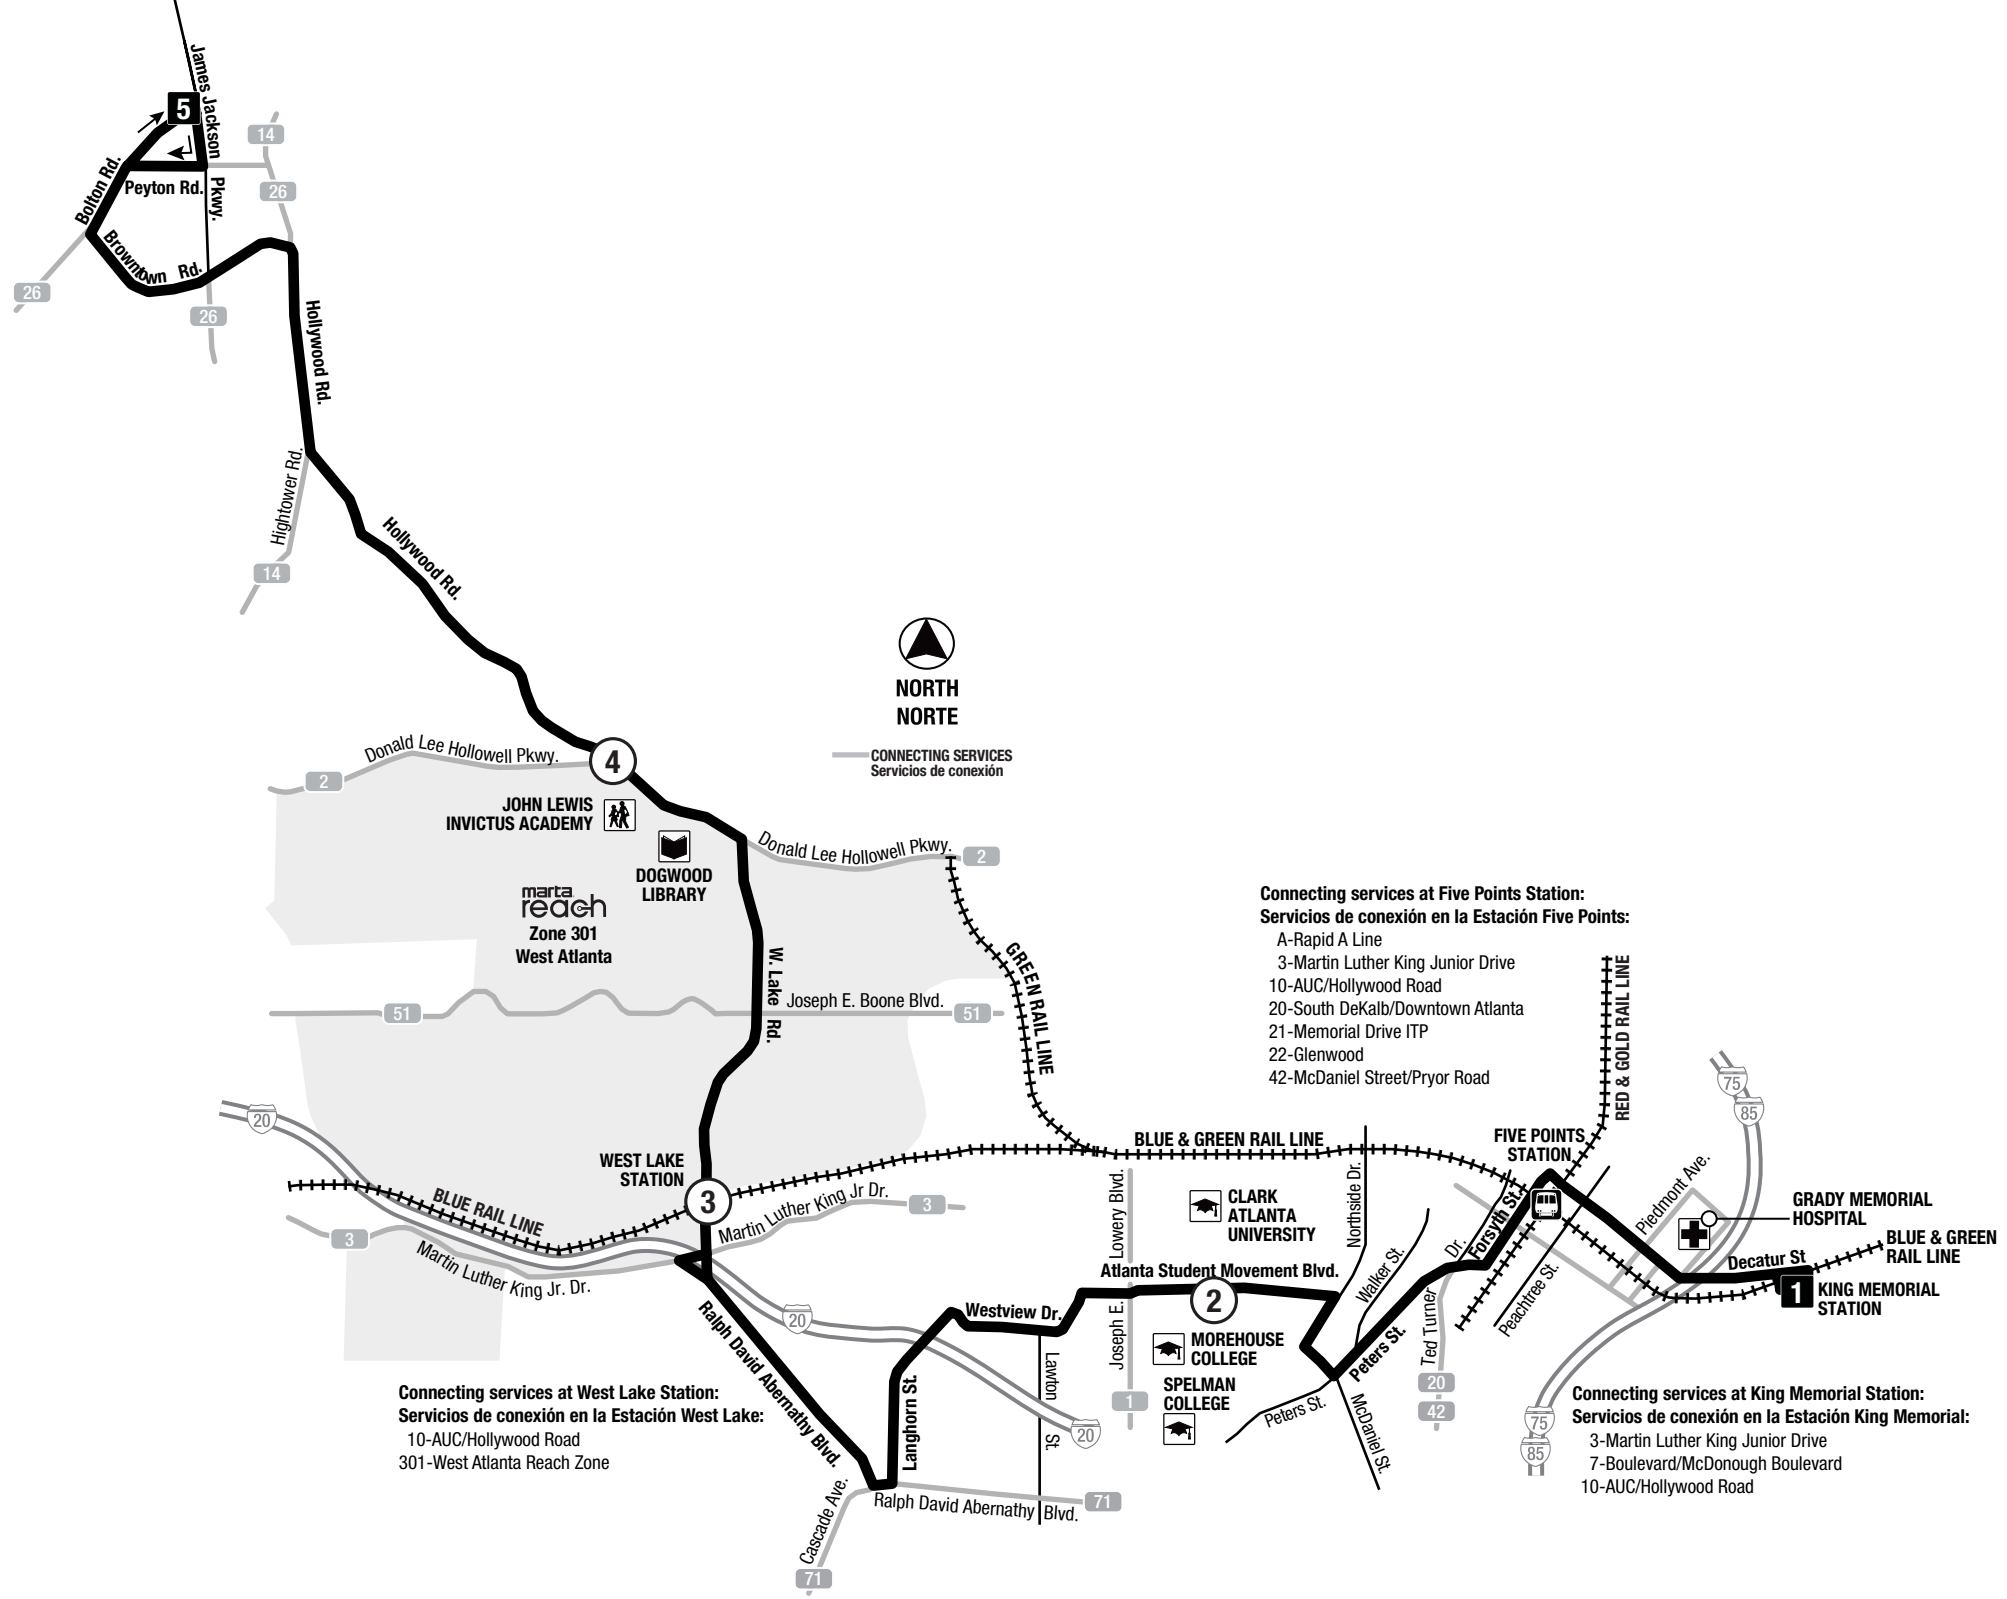 James Jackson
Pkwy.
5
14
26
Bolton Rd.
Peyton Rd.
Browntown Rd.
26
26
Hollywood Rd.
Hightower Rd.
14
Hollywood Rd.
NORTH
NORTE
CONNECTING SERVICES
Servicios de conexión
Donald Lee Hollowell Pkwy.
2
4
JOHN LEWIS
INVICTUS ACADEMY
DOGWOOD
LIBRARY
Donald Lee Hollowell Pkwy.
2
marta
reach
Zone 301
West Atlanta
W. Lake Rd.
GREEN RAIL LINE
51
Joseph E. Boone Blvd.
51
Connecting services at Five Points Station:
Servicios de conexión en la Estación Five Points:
A-Rapid A Line
3-Martin Luther King Junior Drive
10-AUC/Hollywood Road
20-South DeKalb/Downtown Atlanta
21-Memorial Drive ITP
22-Glenwood
42-McDaniel Street/Pryor Road
RED & GOLD RAIL LINE
75
85
20
WEST LAKE
STATION
3
BLUE RAIL LINE
Martin Luther King Jr Dr.
3
3
Martin Luther King Jr. Dr.
BLUE & GREEN RAIL LINE
FIVE POINTS
STATION
Joseph E. Lowery Blvd.
CLARK
ATLANTA
UNIVERSITY
Northside Dr.
Walker St.
Forsyth St.
Piedmont Ave.
GRADY MEMORIAL
HOSPITAL
BLUE & GREEN
RAIL LINE
Decatur St
1
KING MEMORIAL
STATION
Atlanta Student Movement Blvd.
2
Westview Dr.
20
Ralph David Abernathy Blvd.
MOREHOUSE
COLLEGE
SPELMAN
COLLEGE
1
Peters St.
Peters St.
McDaniel St.
Ted Turner Dr.
20
42
Peachtree St.
Lawton St.
Langhorn St.
20
Connecting services at West Lake Station:
Servicios de conexión en la Estación West Lake:
10-AUC/Hollywood Road
301-West Atlanta Reach Zone
Connecting services at King Memorial Station:
Servicios de conexión en la Estación King Memorial:
3-Martin Luther King Junior Drive
7-Boulevard/McDonough Boulevard
10-AUC/Hollywood Road
75
85
Ralph David Abernathy Blvd.
71
Cascade Ave.
71